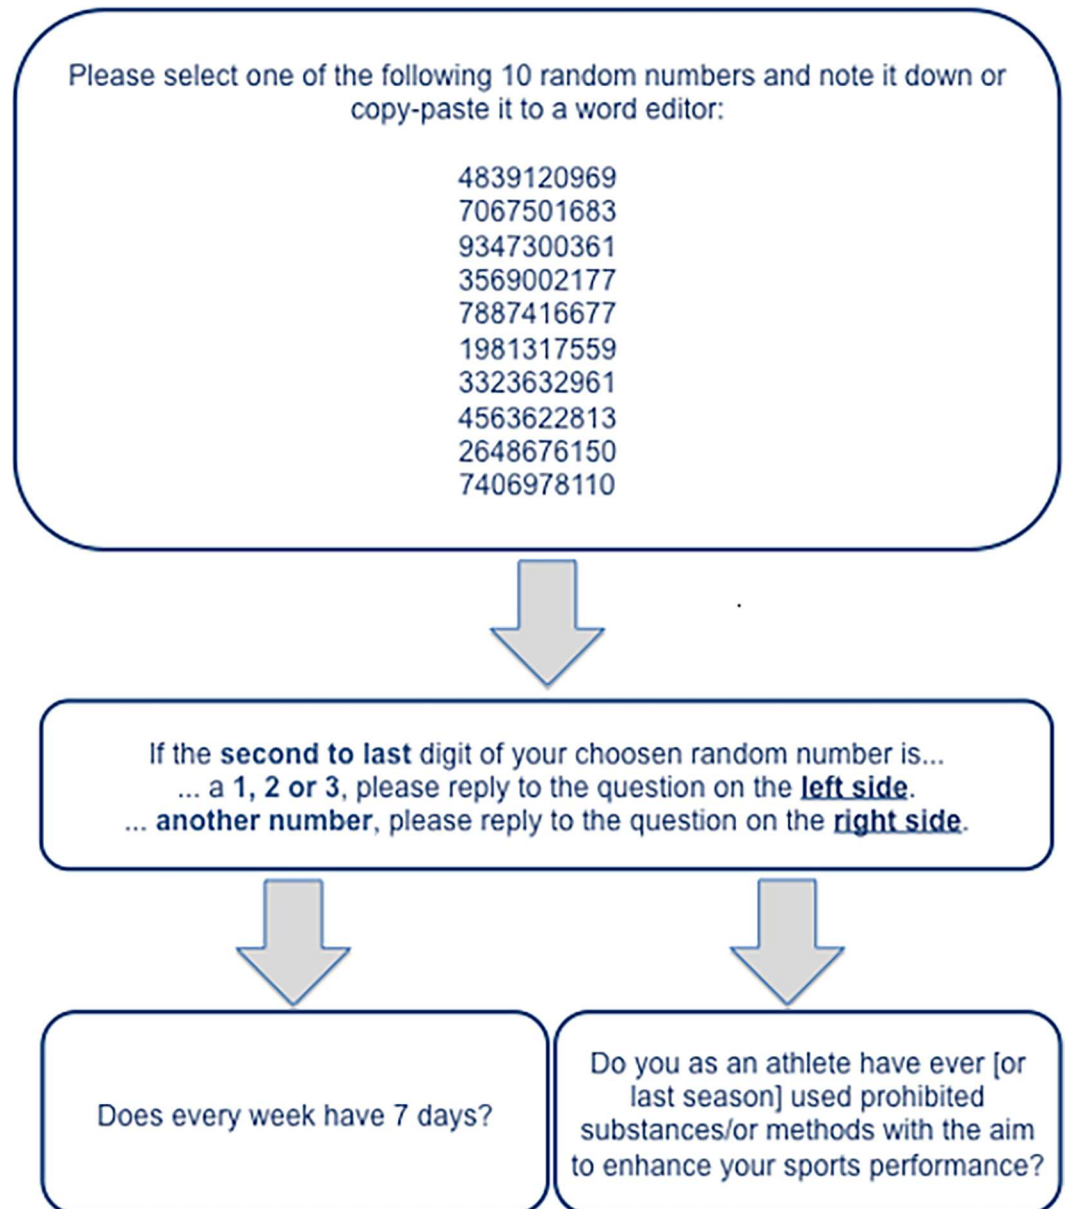 Please select one of the following 10 random numbers and note it down or
copy-paste it to a word editor:
4839120969
7067501683
9347300361
3569002177
7887416677
1981317559
3323632961
4563622813
2648676150
7406978110
If the second to last digit of your choosen random number is...
... a 1, 2 or 3, please reply to the question on the left side.
... another number, please reply to the question on the right side.
Does every week have 7 days?
Do you as an athlete have ever [or
last season] used prohibited
substances/or methods with the aim
to enhance your sports performance?